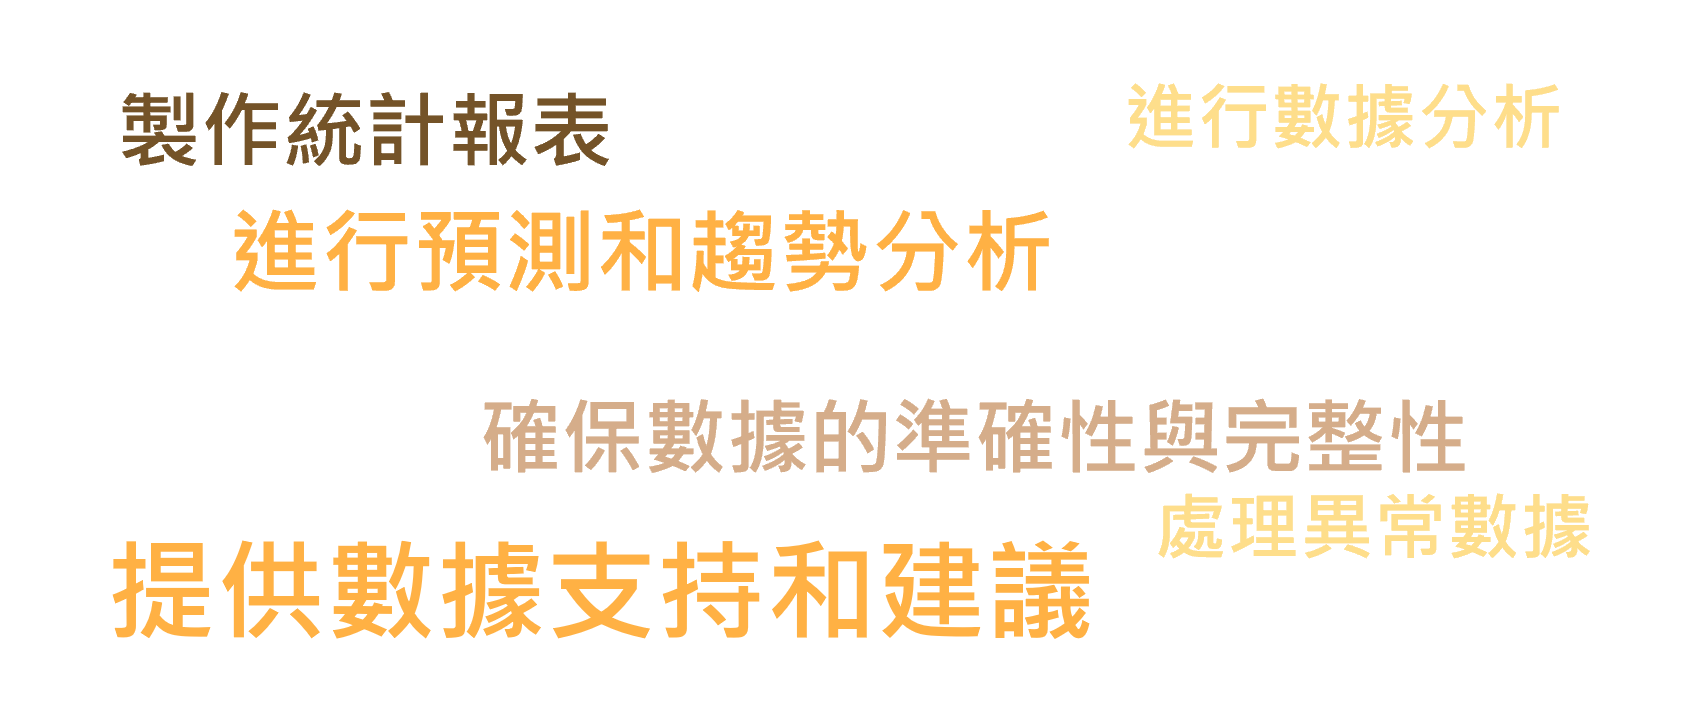 製作統計報表
進行數據分析
進行預測和趨勢分析
確保數據的準確性與完整性
處理異常數據
提供數據支持和建議